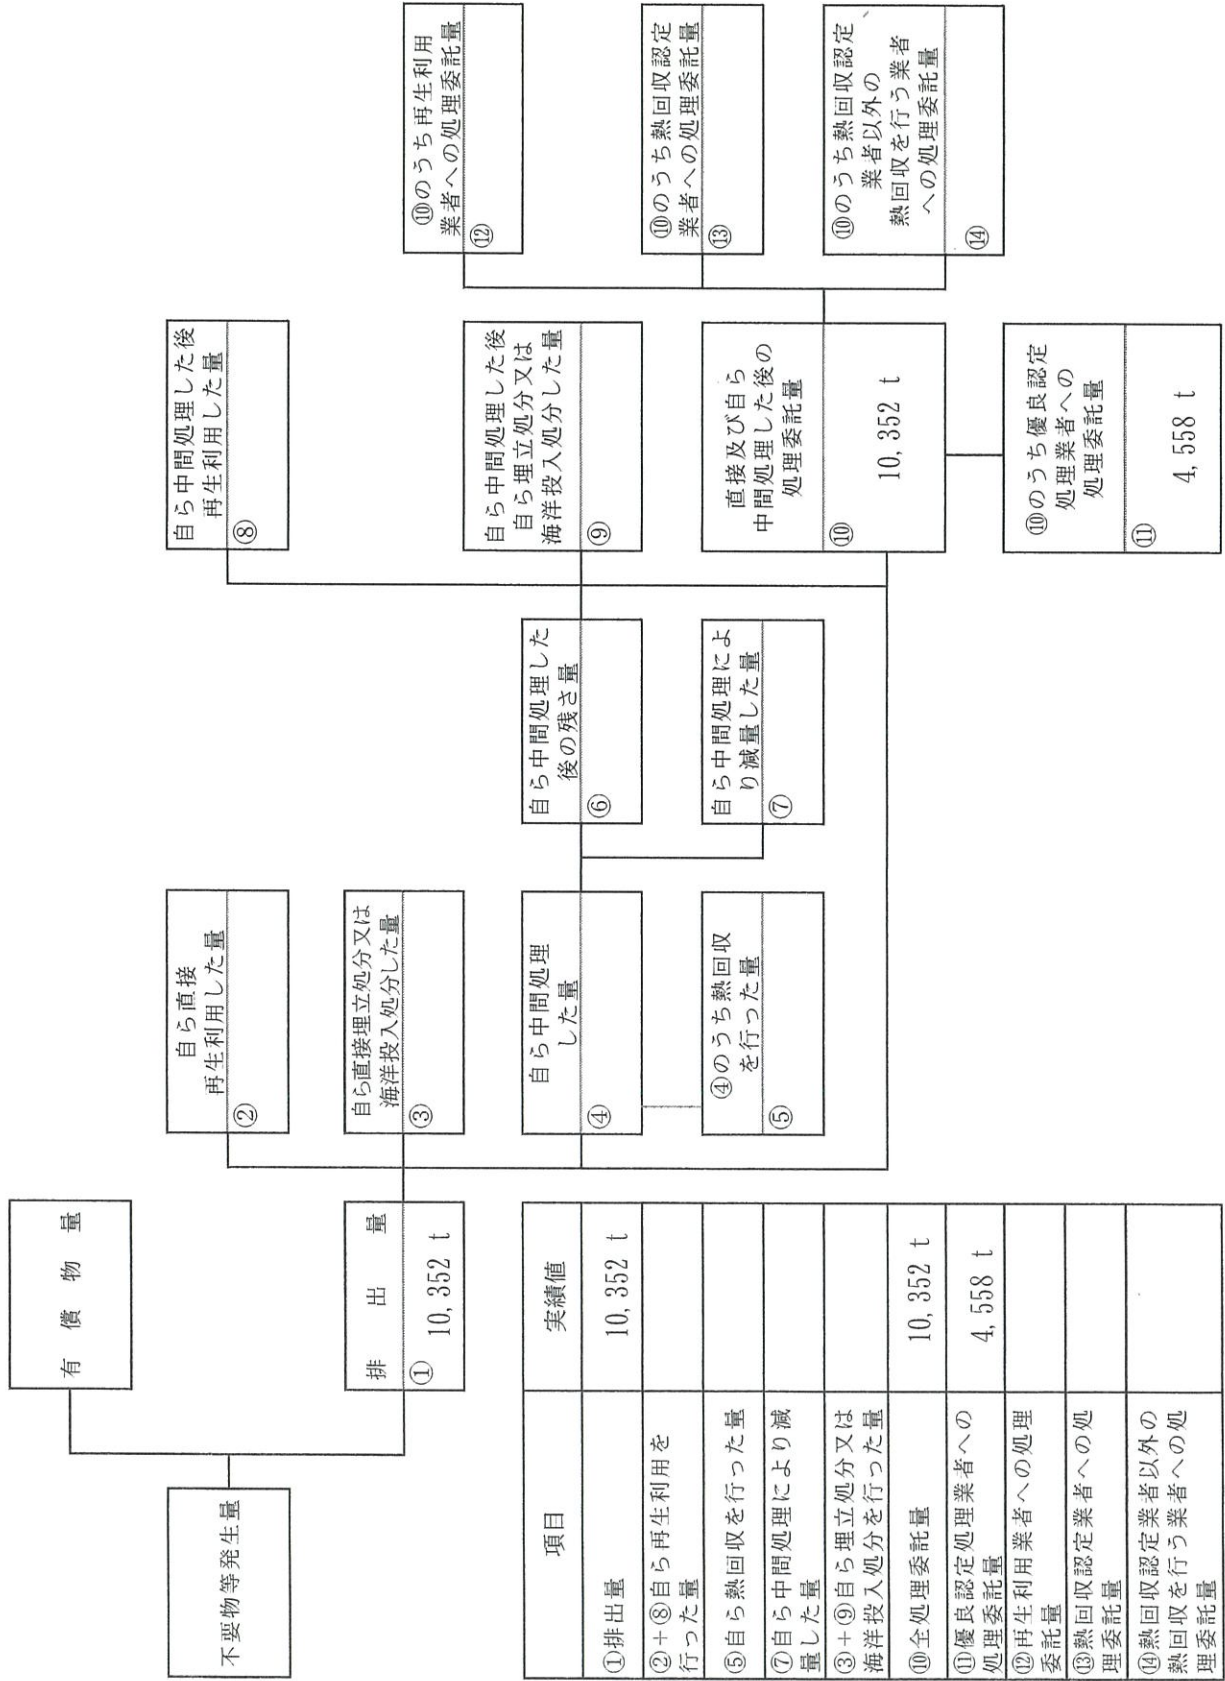 不要物等発生量
有償物量
排出量
① 10,352 t
自ら直接
再生利用した量
②
自ら直接埋立処分又は
海洋投入処分した量
③
自ら中間処理
した量
④
④のうち熱回収
を行った量
⑤
自ら中間処理した
後の残さ量
⑥
自ら中間処理によ
り減量した量
⑦
自ら中間処理した後
再生利用した量
⑧
自ら中間処理した後
自ら埋立処分又は
海洋投入処分した量
⑨
直接及び自ら
中間処理した後の
処理委託量
⑩
10,352 t
⑩のうち優良認定
処理業者への
処理委託量
⑪
4,558 t
⑩のうち再生利用
業者への処理委託量
⑫
⑩のうち熱回収認定
業者への処理委託量
⑬
⑩のうち熱回収認定
業者以外の
熱回収を行う業者
への処理委託量
⑭
項目 実績値
①排出量 10,352 t
②+⑧自ら再生利用を
行った量
⑤自ら熱回収を行った量
⑦自ら中間処理により減
量した量
③+⑨自ら埋立処分又は
海洋投入処分を行った量
⑩全処理委託量 10,352 t
⑪優良認定処理業者への
処理委託量 4,558 t
⑫再生利用業者への処理
委託量
⑬熱回収認定業者への処
理委託量
⑭熱回収認定業者以外の
熱回収を行う業者への処
理委託量